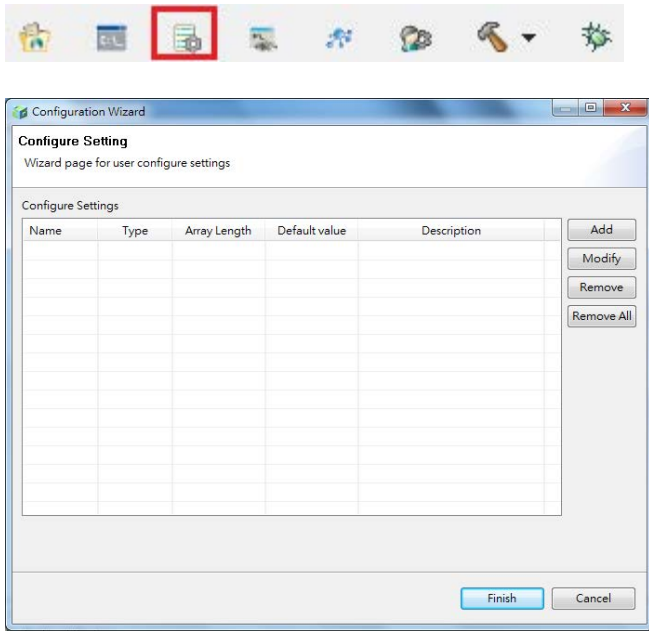 Configuration Wizard
Configure Setting
Wizard page for user configure settings
Configure Settings
Name Type Array Length Default value Description
Add
Modify
Remove
Remove All
Finish Cancel